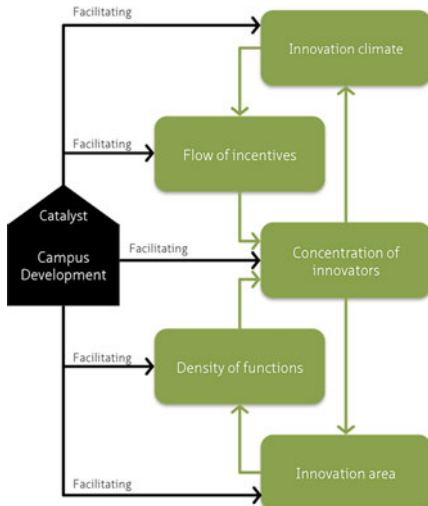 Facilitating
Innovation climate
Facilitating
Flow of incentives
Catalyst
Campus
Development
Facilitating
Concentration of
innovators
Facilitating
Density of functions
Facilitating
Innovation area